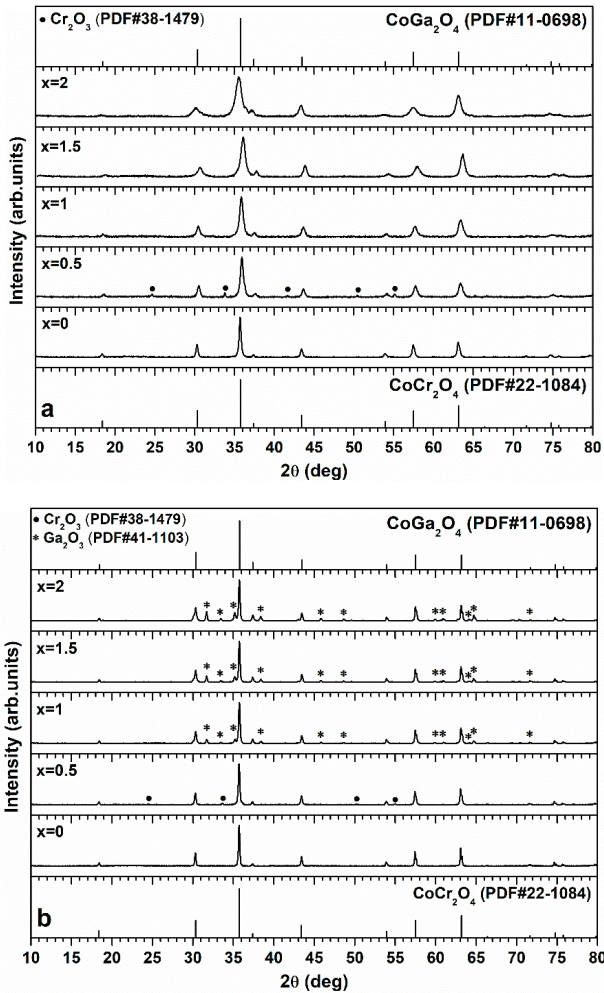 • Cr2O3 (PDF#38-1479)
CoGa2O4 (PDF#11-0698)
x=2
x=1.5
x=1
x=0.5
x=0
CoCr2O4 (PDF#22-1084)
a
Intensity (arb.units)
10 15 20 25 30 35 40 45 50 55 60 65 70 75 80
2θ (deg)
• Cr2O3 (PDF#38-1479)
* Ga2O3 (PDF#41-1103)
CoGa2O4 (PDF#11-0698)
x=2
x=1.5
x=1
x=0.5
x=0
CoCr2O4 (PDF#22-1084)
b
Intensity (arb.units)
10 15 20 25 30 35 40 45 50 55 60 65 70 75 80
2θ (deg)